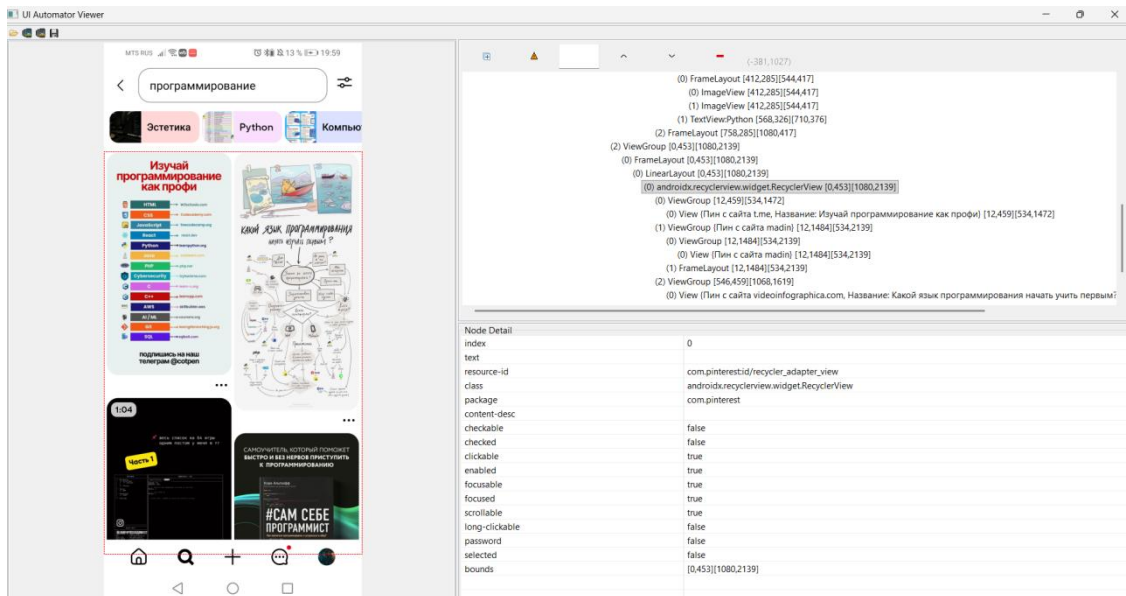 UI Automator Viewer
MTS RUS
13 % 19:59
программирование
Эстетика
Python
Компью
Изучай
программирование
как профи
HTML
CSS
JavaScript
React
Python
Java
PHP
Cybersecurity
C
C++
AWS
AI/ML
GIT
SQL
подпишись на наш
телеграм @cotpen
КАКОЙ ЯЗЫК ПРОГРАММИРОВАНИЯ
НАЧАТЬ ИЗУЧАТЬ ПЕРВЫМ?
1:04
Часть 1
САМОУЧИТЕЛЬ, КОТОРЫЙ ПОМОЖЕТ
БЫСТРО И БЕЗ НЕРВОВ ПРИСТУПИТЬ
К ПРОГРАММИРОВАНИЮ
#САМ СЕБЕ
ПРОГРАММИСТ
(-381,1027)
(0) FrameLayout [412,285][544,417]
(0) ImageView [412,285][544,417]
(1) ImageView [412,285][544,417]
(1) TextView:Python [568,326][710,376]
(2) FrameLayout [758,285][1080,417]
(2) ViewGroup [0,453][1080,2139]
(0) FrameLayout [0,453][1080,2139]
(0) LinearLayout [0,453][1080,2139]
(0) androidx.recyclerview.widget.RecyclerView [0,453][1080,2139]
(0) ViewGroup [12,459][534,1472]
(0) View {Пин с сайта t.me, Название: Изучай программирование как профи} [12,459][534,1472]
(1) ViewGroup {Пин с сайта madin} [12,1484][534,2139]
(0) ViewGroup [12,1484][534,2139]
(0) View {Пин с сайта madin} [12,1484][534,2139]
(1) FrameLayout [12,1484][534,2139]
(2) ViewGroup [546,459][1068,1619]
(0) View {Пин с сайта videoinfographica.com, Название: Какой язык программирования начать учить первым?
Node Detail
index 0
text
resource-id com.pinterest:id/recycler_adapter_view
class androidx.recyclerview.widget.RecyclerView
package com.pinterest
content-desc
checkable false
checked false
clickable true
enabled true
focusable true
focused true
scrollable true
long-clickable false
password false
selected false
bounds [0,453][1080,2139]